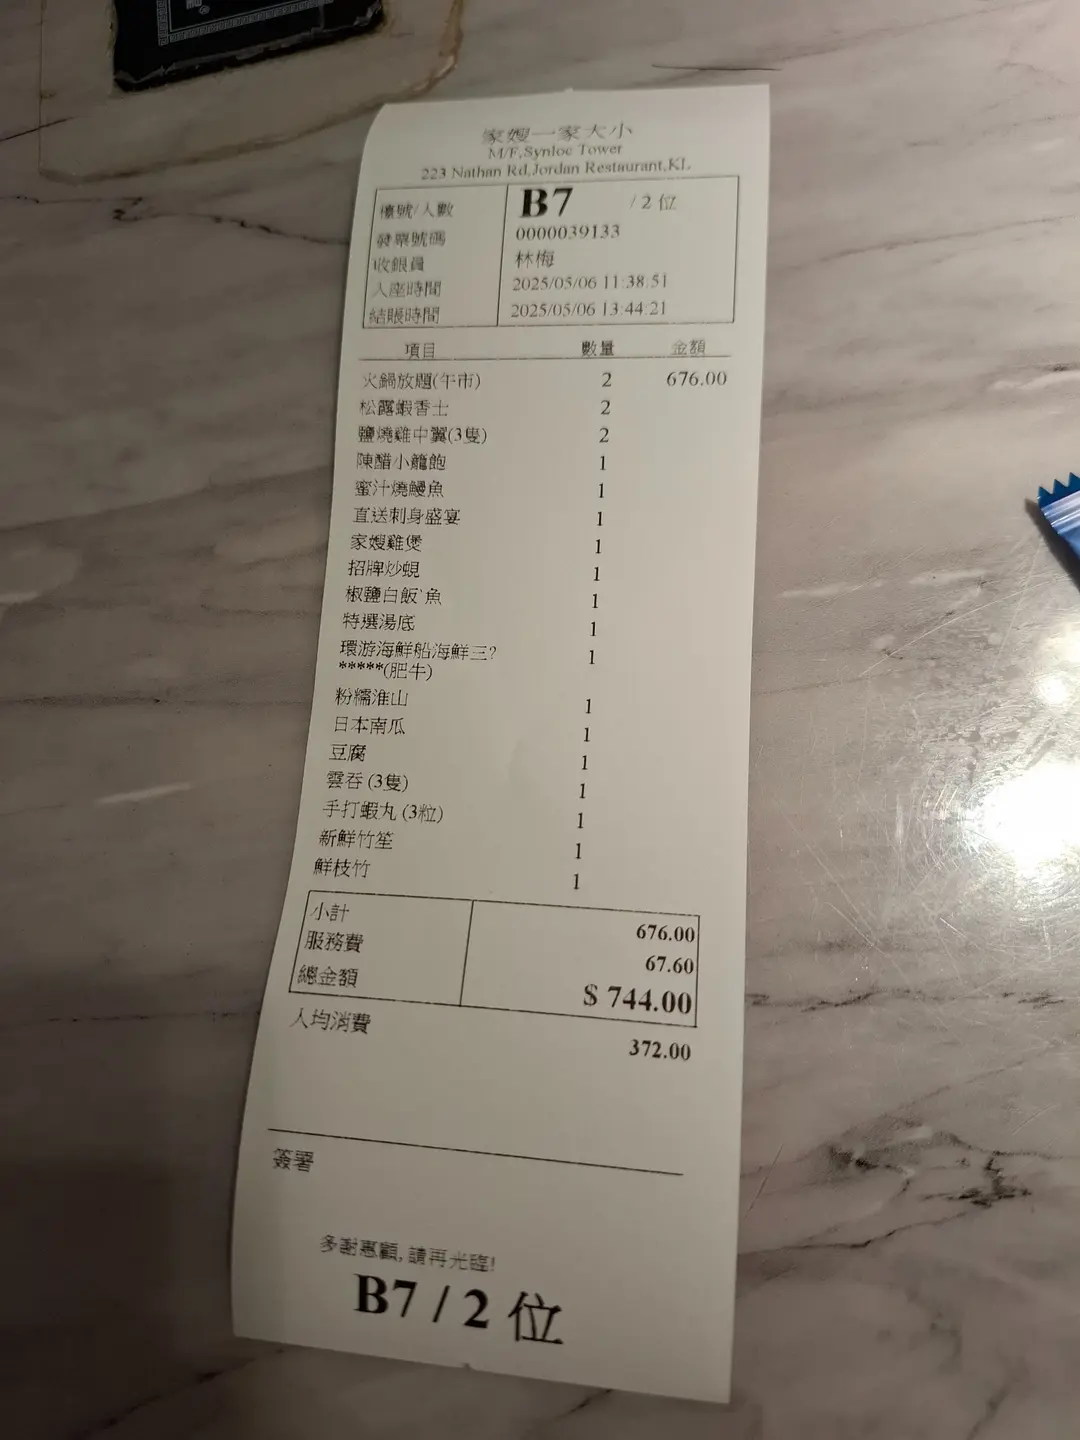 家嫂一家大小
M/F,Synloc Tower
223 Nathan Rd,Jordan Restaurant,KL
檯號/人數 B7 / 2 位
發票號碼 0000039133
收銀員 林梅
入座時間 2025/05/06 11:38:51
結賬時間 2025/05/06 13:44:21
項目 數量 金額
火鍋放題(午市) 2 676.00
松露蝦香士 2
鹽燒雞中翼(3隻) 2
陳醋小籠飽 1
蜜汁燒鰻魚 1
直送刺身盛宴 1
家嫂雞煲 1
招牌炒蜆 1
椒鹽白飯`魚 1
特選湯底 1
環游海鮮船海鮮三? 1
*****(肥牛)
粉糯淮山 1
日本南瓜 1
豆腐 1
雲吞 (3隻) 1
手打蝦丸 (3粒) 1
新鮮竹笙 1
鮮枝竹 1
小計 676.00
服務費 67.60
總金額 $ 744.00
人均消費 372.00
簽署
多謝惠顧,請再光臨!
B7 / 2 位